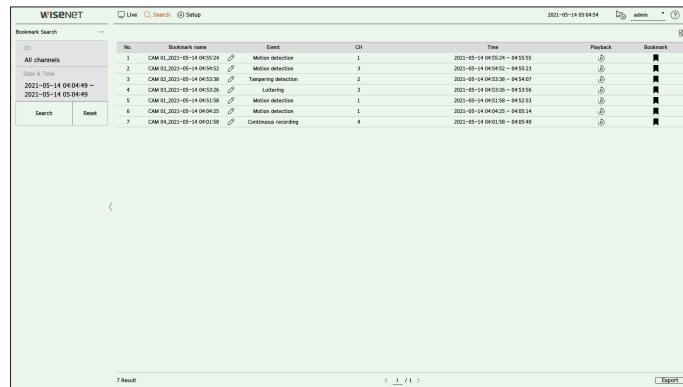 WISENET
Live Search Setup 2021-05-14 05:04:54 admin
Bookmark Search
CH
All channels
Date & Time
2021-05-14 04:04:49 ~
2021-05-14 05:04:49
Search Reset
No. Bookmark name Event CH Time Playback Bookmark
1 CAM 01_2021-05-14 04:55:24 Motion detection 1 2021-05-14 04:55:24 ~ 04:55:55
2 CAM 03_2021-05-14 04:54:52 Motion detection 3 2021-05-14 04:54:52 ~ 04:55:23
3 CAM 02_2021-05-14 04:53:38 Tampering detection 2 2021-05-14 04:53:38 ~ 04:54:07
4 CAM 03_2021-05-14 04:53:26 Loitering 3 2021-05-14 04:53:26 ~ 04:53:56
5 CAM 01_2021-05-14 04:51:58 Motion detection 1 2021-05-14 04:51:58 ~ 04:52:53
6 CAM 01_2021-05-14 04:04:25 Motion detection 1 2021-05-14 04:04:25 ~ 04:05:14
7 CAM 04_2021-05-14 04:01:58 Continuous recording 4 2021-05-14 04:01:58 ~ 04:05:49
7 Result 1 / 1 Export